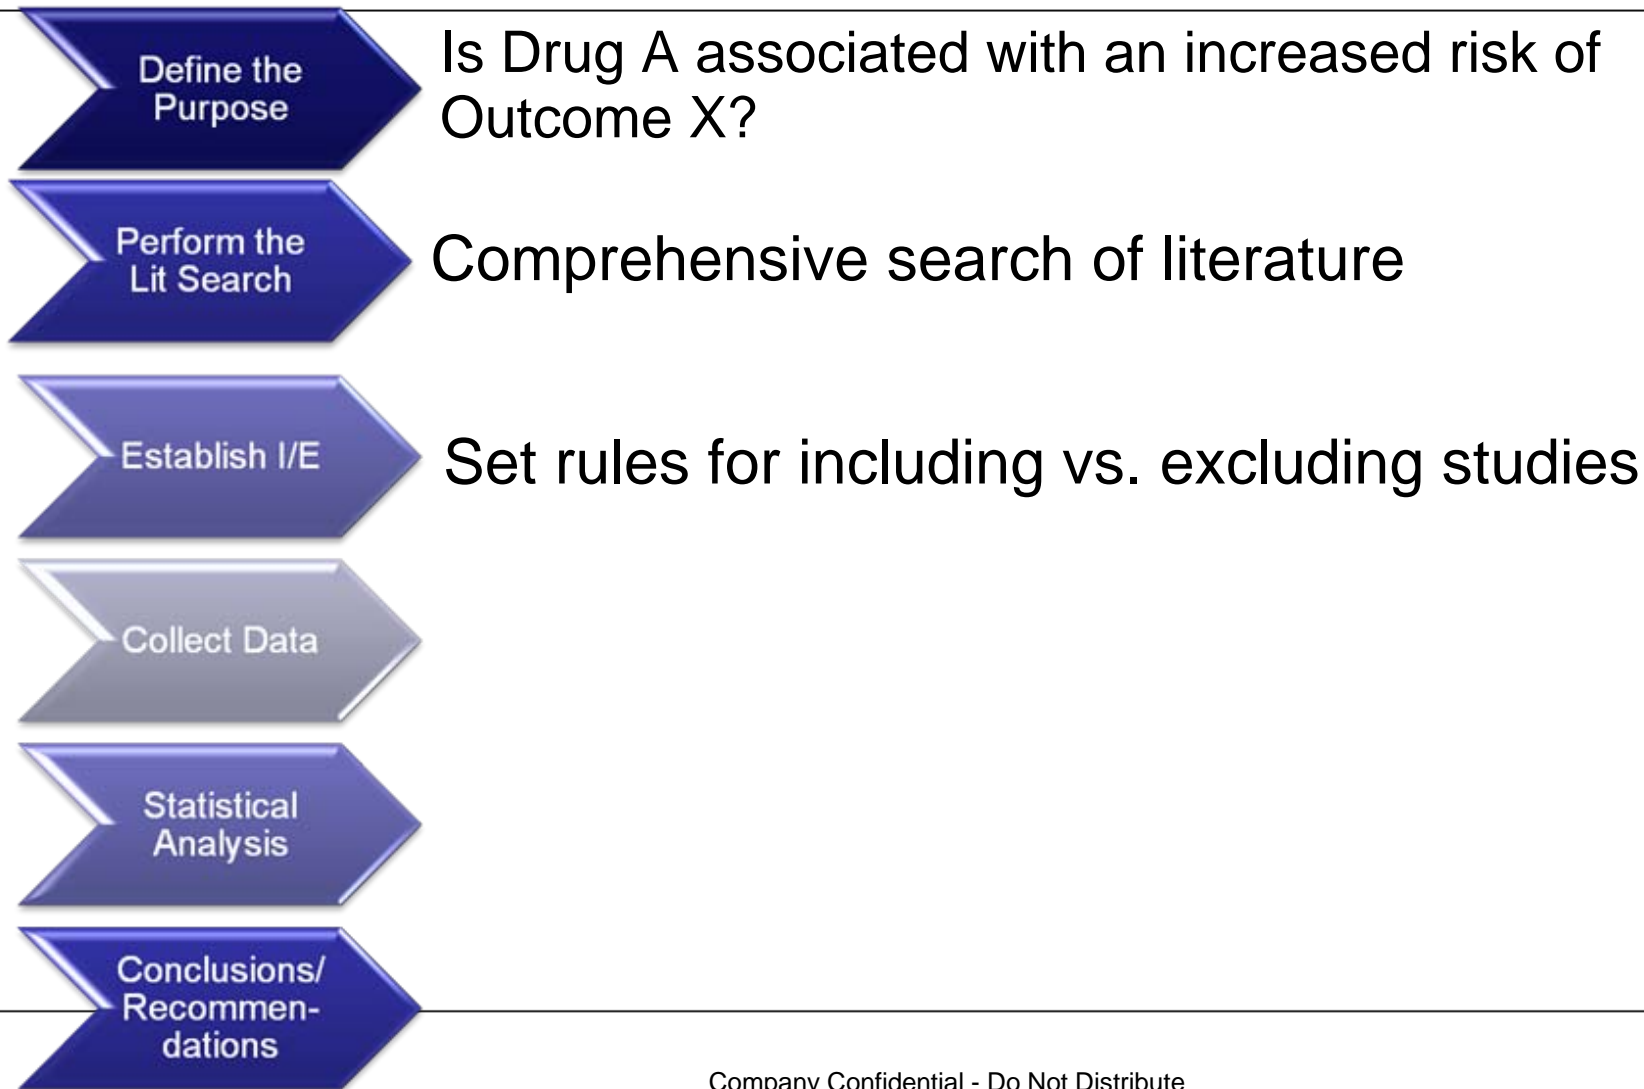 Define the
Purpose
Is Drug A associated with an increased risk of
Outcome X?
Perform the
Lit Search
Comprehensive search of literature
Establish I/E
Set rules for including vs. excluding studies
Collect Data
Statistical
Analysis
Conclusions/
Recommen-
dations
Company Confidential - Do Not Distribute